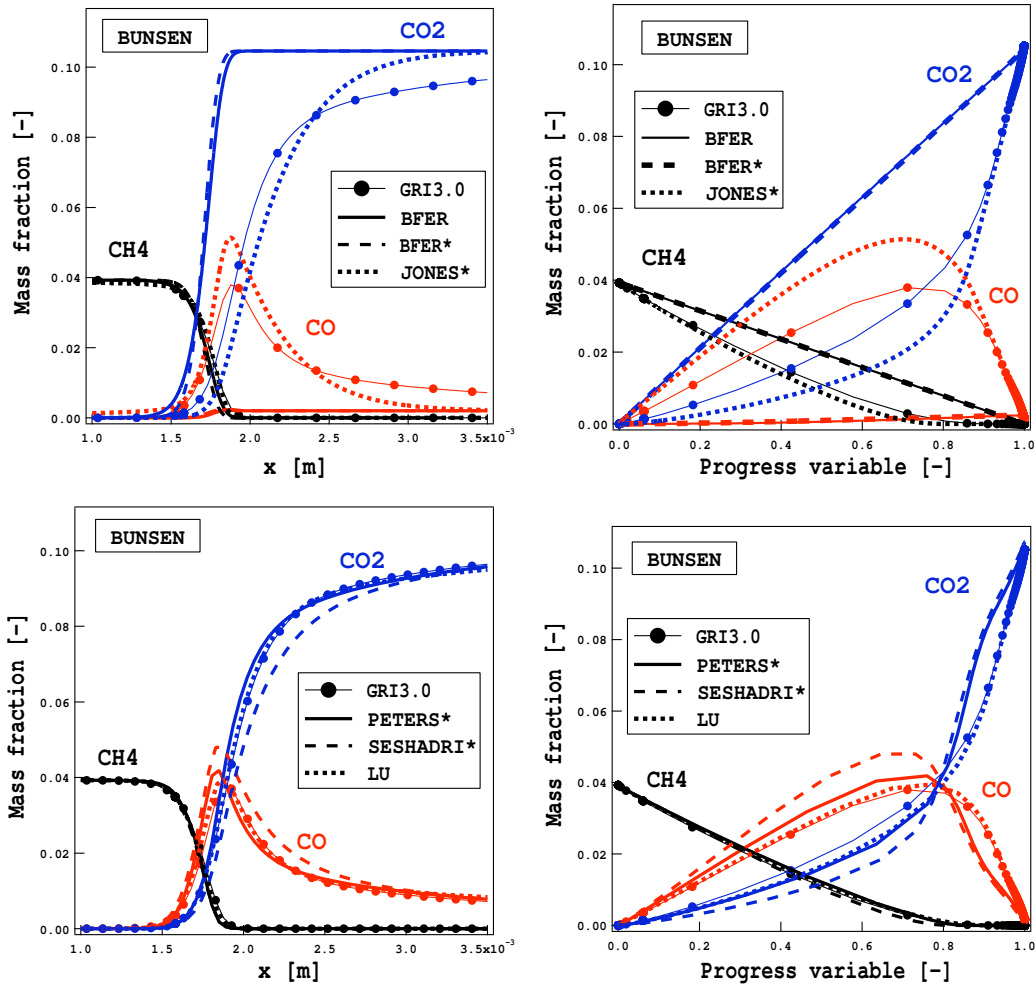 BUNSEN
CO2
CH4
CO
GRI3.0
BFER
BFER*
JONES*
Mass fraction [-]
0.10
0.08
0.06
0.04
0.02
0.00
1.0 1.5 2.0 2.5 3.0 3.5x10-3
x [m]
BUNSEN
CO2
GRI3.0
BFER
BFER*
JONES*
CH4
CO
Mass fraction [-]
0.10
0.08
0.06
0.04
0.02
0.00
0.0 0.2 0.4 0.6 0.8 1.0
Progress variable [-]
BUNSEN
CO2
GRI3.0
PETERS*
SESHADRI*
LU
CH4
CO
Mass fraction [-]
0.10
0.08
0.06
0.04
0.02
0.00
1.0 1.5 2.0 2.5 3.0 3.5x10-3
x [m]
BUNSEN
CO2
GRI3.0
PETERS*
SESHADRI*
LU
CH4
CO
Mass fraction [-]
0.10
0.08
0.06
0.04
0.02
0.00
0.0 0.2 0.4 0.6 0.8 1.0
Progress variable [-]